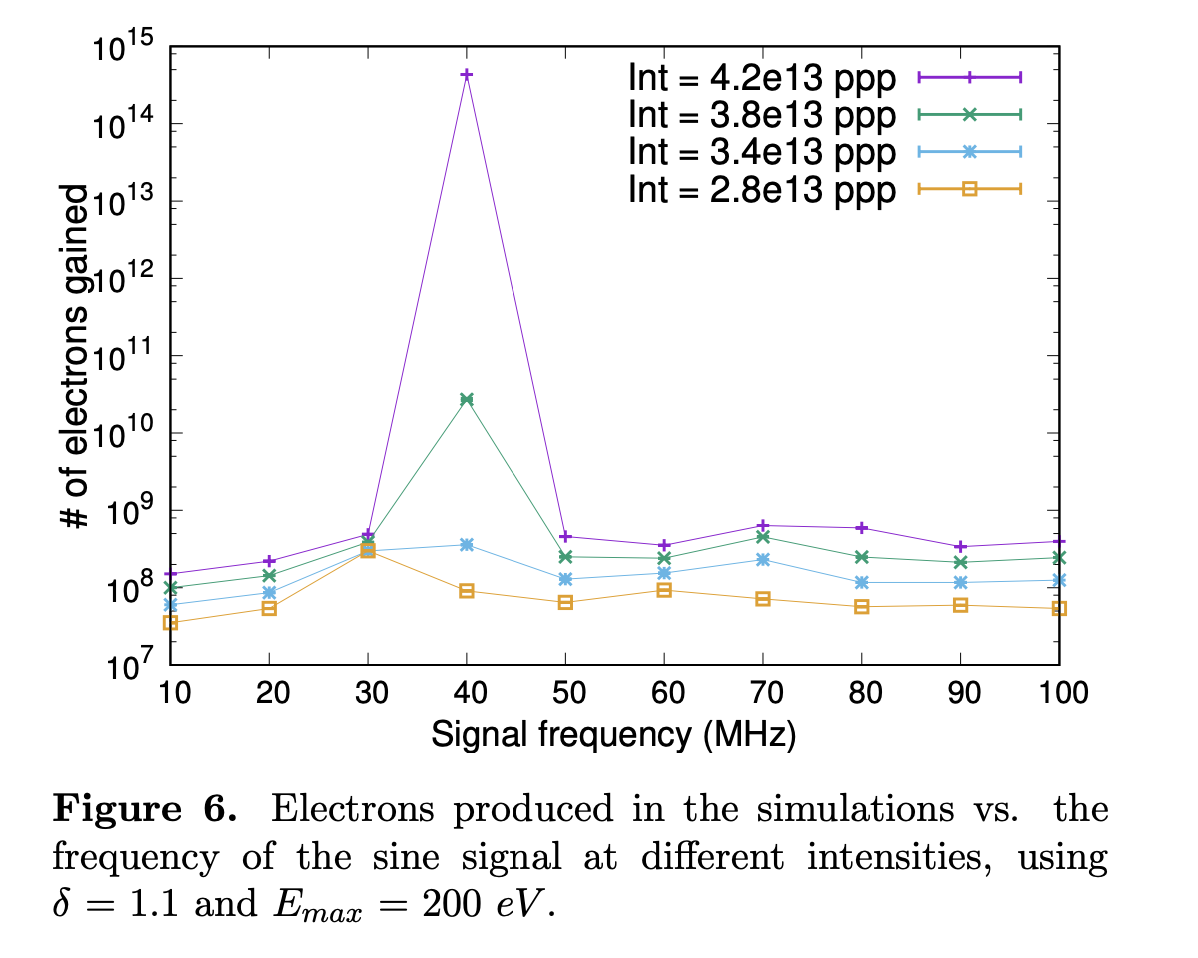 10^15
10^14
10^13
10^12
10^11
10^10
10^9
10^8
10^7
# of electrons gained
Int = 4.2e13 ppp
Int = 3.8e13 ppp
Int = 3.4e13 ppp
Int = 2.8e13 ppp
10 20 30 40 50 60 70 80 90 100
Signal frequency (MHz)
Figure 6. Electrons produced in the simulations vs. the
frequency of the sine signal at different intensities, using
δ = 1.1 and E_max = 200 eV.